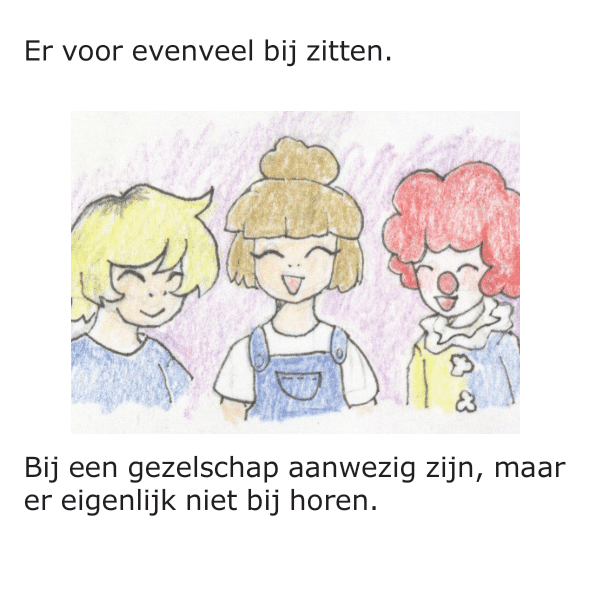 Er voor evenveel bij zitten.
Bij een gezelschap aanwezig zijn, maar
er eigenlijk niet bij horen.